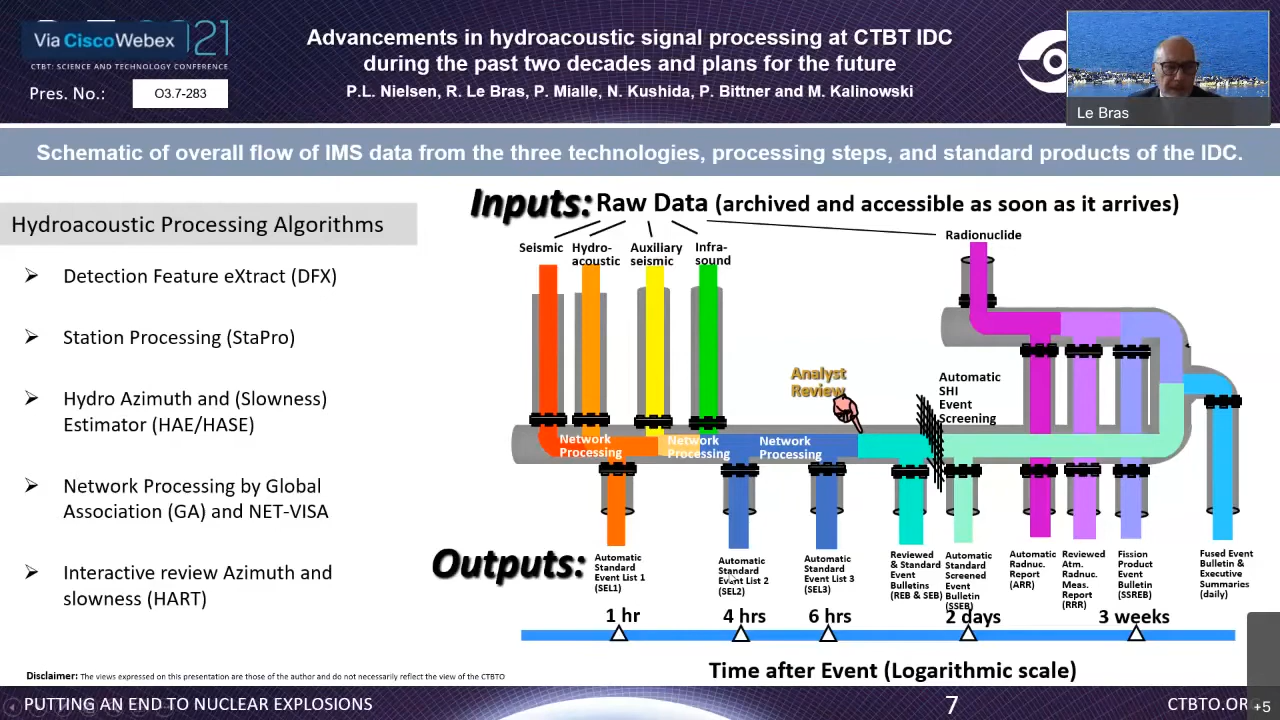 Via CiscoWebex 21
CTBT: SCIENCE AND TECHNOLOGY CONFERENCE
Pres. No.: O3.7-283
Advancements in hydroacoustic signal processing at CTBT IDC
during the past two decades and plans for the future
P.L. Nielsen, R. Le Bras, P. Mialle, N. Kushida, P. Bittner and M. Kalinowski
Le Bras
Schematic of overall flow of IMS data from the three technologies, processing steps, and standard products of the IDC.
Hydroacoustic Processing Algorithms
➢ Detection Feature eXtract (DFX)
➢ Station Processing (StaPro)
➢ Hydro Azimuth and (Slowness)
Estimator (HAE/HASE)
➢ Network Processing by Global
Association (GA) and NET-VISA
➢ Interactive review Azimuth and
slowness (HART)
Inputs: Raw Data (archived and accessible as soon as it arrives)
Seismic
Hydro-
acoustic
Auxiliary
seismic
Infra-
sound
Radionuclide
Analyst
Review
Automatic
SHI
Event
Screening
Network
Processing
Network
Processing
Network
Processing
Outputs:
Automatic
Standard
Event List 1
(SEL1)
Automatic
Standard
Event List 2
(SEL2)
Automatic
Standard
Event List 3
(SEL3)
Reviewed
& Standard
Event
Bulletins
(REB & SEB)
Automatic
Standard
Screened
Event
Bulletin
(SSEB)
Automatic
Radnuc.
Report
(ARR)
Reviewed
Atm.
Radnuc.
Meas.
Report
(RRR)
Fission
Product
Event
Bulletin
(SSREB)
Fused Event
Bulletin &
Executive
Summaries
(daily)
1 hr 4 hrs 6 hrs 2 days 3 weeks
Time after Event (Logarithmic scale)
Disclaimer: The views expressed on this presentation are those of the author and do not necessarily reflect the view of the CTBTO
PUTTING AN END TO NUCLEAR EXPLOSIONS
7
CTBTO.OR
+5